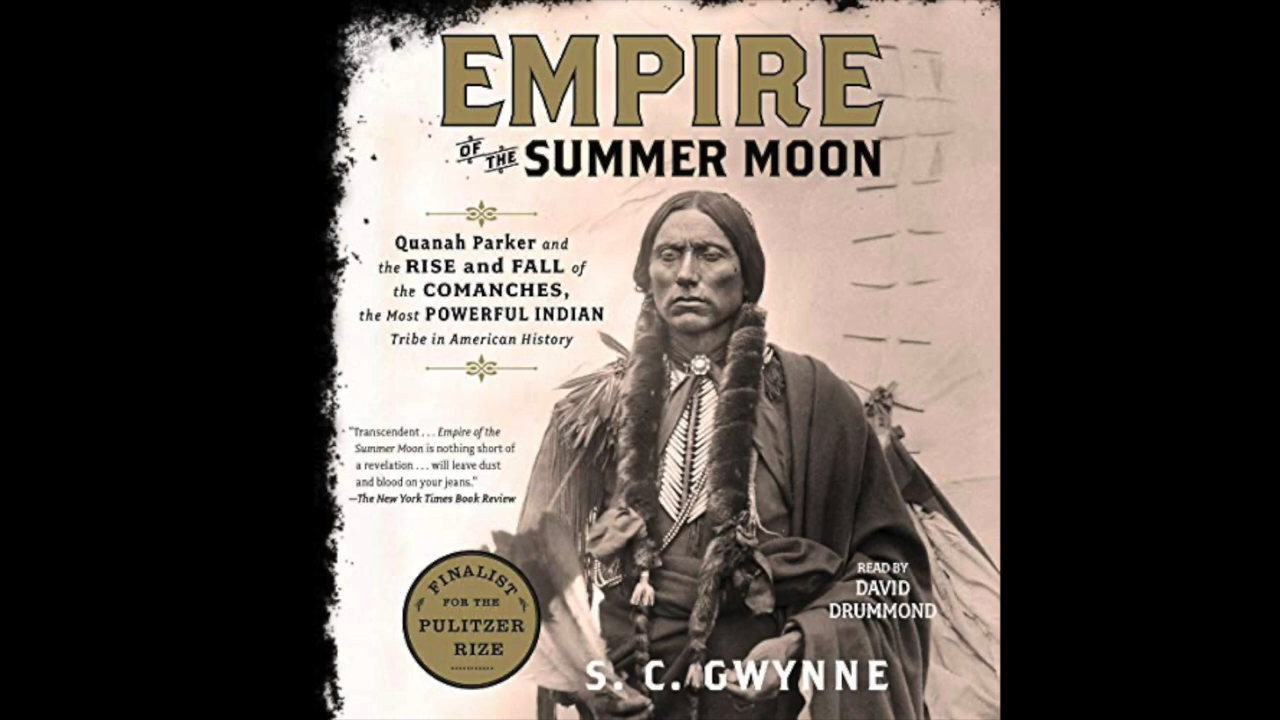 EMPIRE
OF THE SUMMER MOON
Quanah Parker and
the RISE and FALL of
the COMANCHES,
the Most POWERFUL INDIAN
Tribe in American History
"Transcendent . . . Empire of the
Summer Moon is nothing short of
a revelation . . . will leave dust
and blood on your jeans."
—The New York Times Book Review
FINALIST
FOR THE
PULITZER
RIZE
READ BY
DAVID
DRUMMOND
S. C. GWYNNE